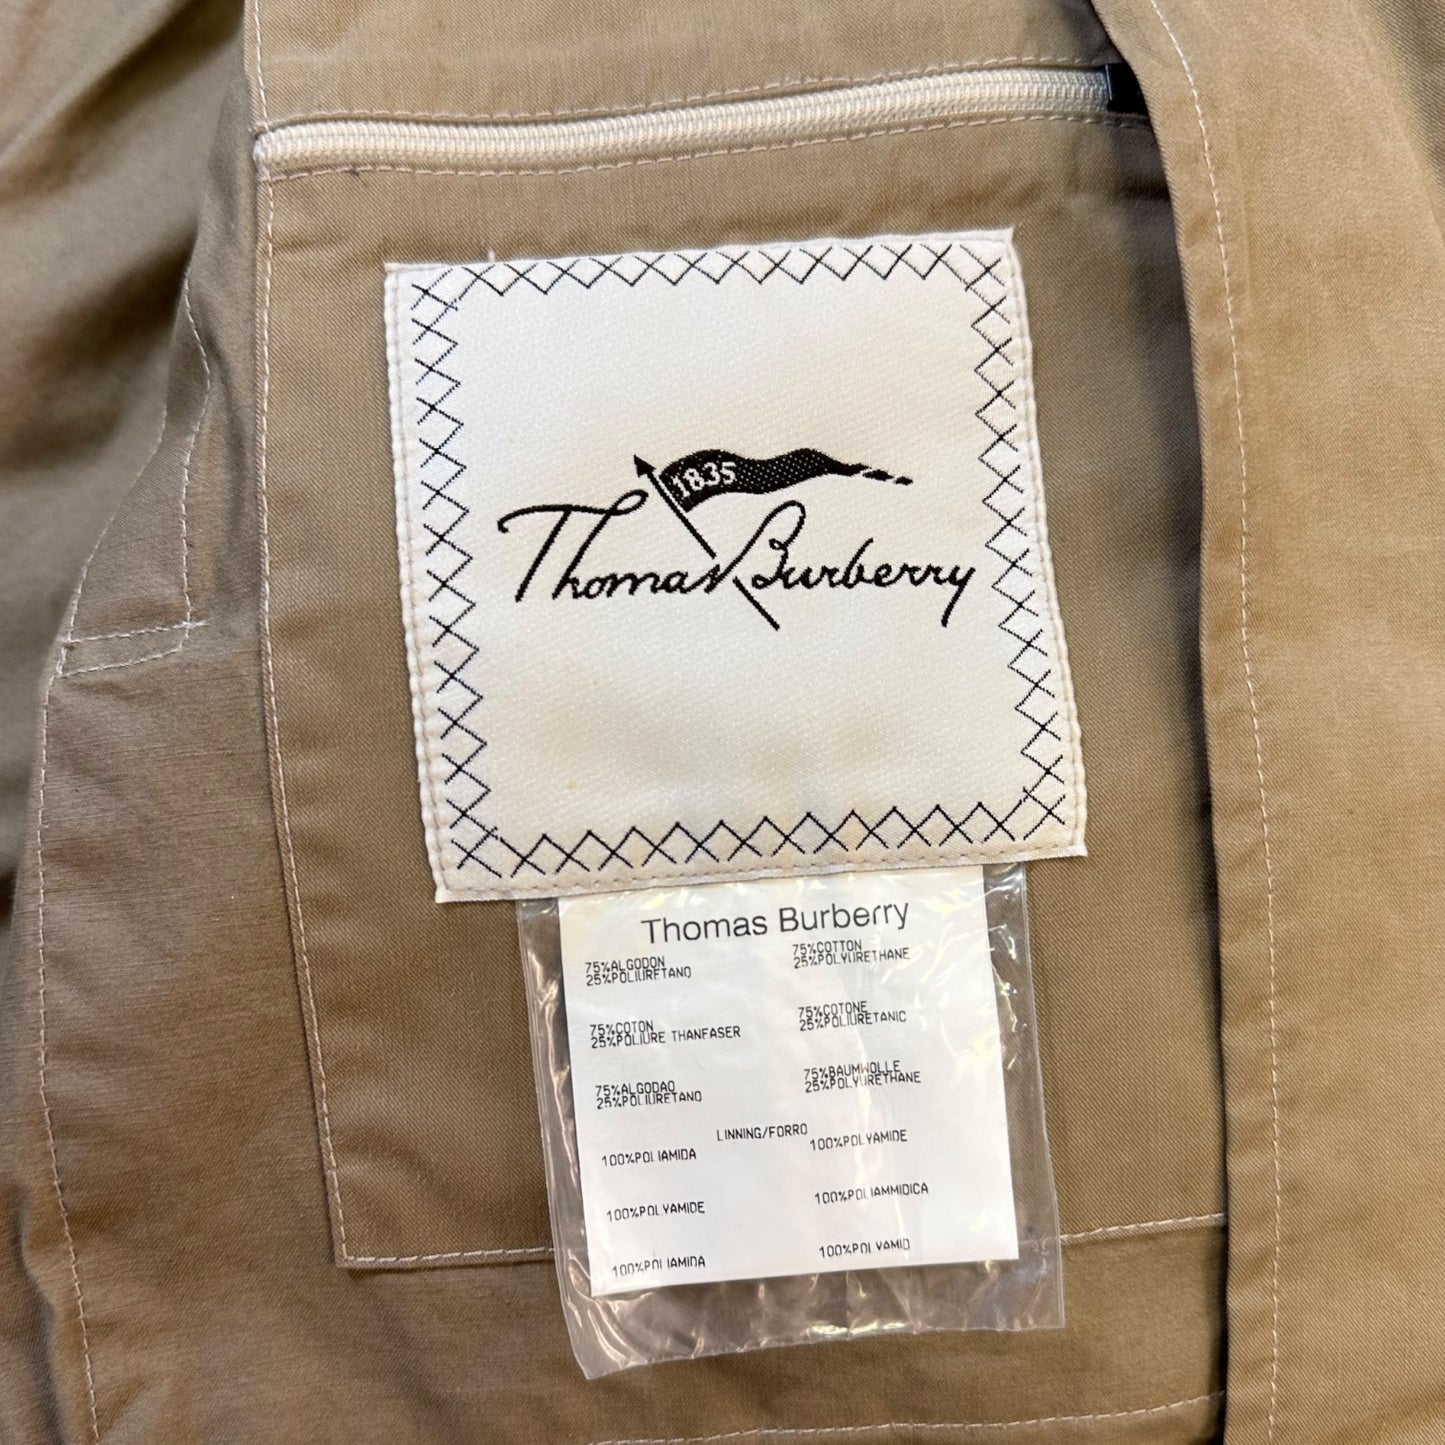 1835
Thomas Burberry
Thomas Burberry
75%ALGODON
25%POLIURETANO
75%COTTON
25%POLYURETHANE
75%COTON
25%POLIURE THANFASER
75%COTONE
25%POLIURETANIC
75%ALGODAO
25%POLIURETANO
75%BAUMWOLLE
25%POLYURETHANE
LINNING/FORRO
100%POLIAMIDA
100%POLYAMIDE
100%POLYAMIDE
100%POLIAMMIDICA
100%POLIAMIDA
100%POLYAMID